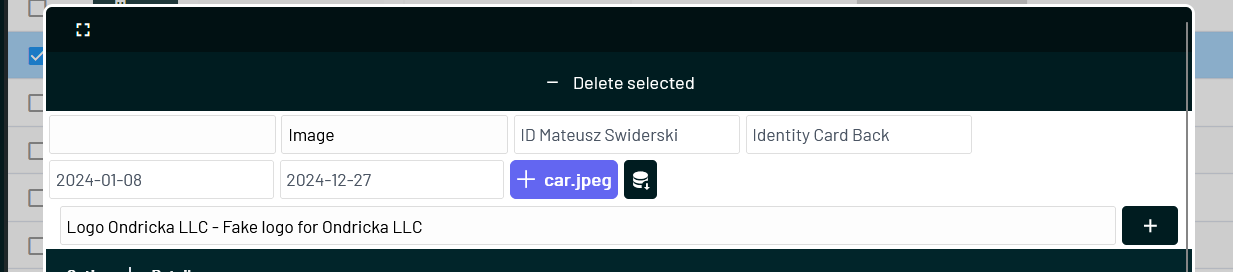 Delete selected
Image ID Mateusz Swiderski Identity Card Back
2024-01-08 2024-12-27 car.jpeg
Logo Ondricka LLC - Fake logo for Ondricka LLC